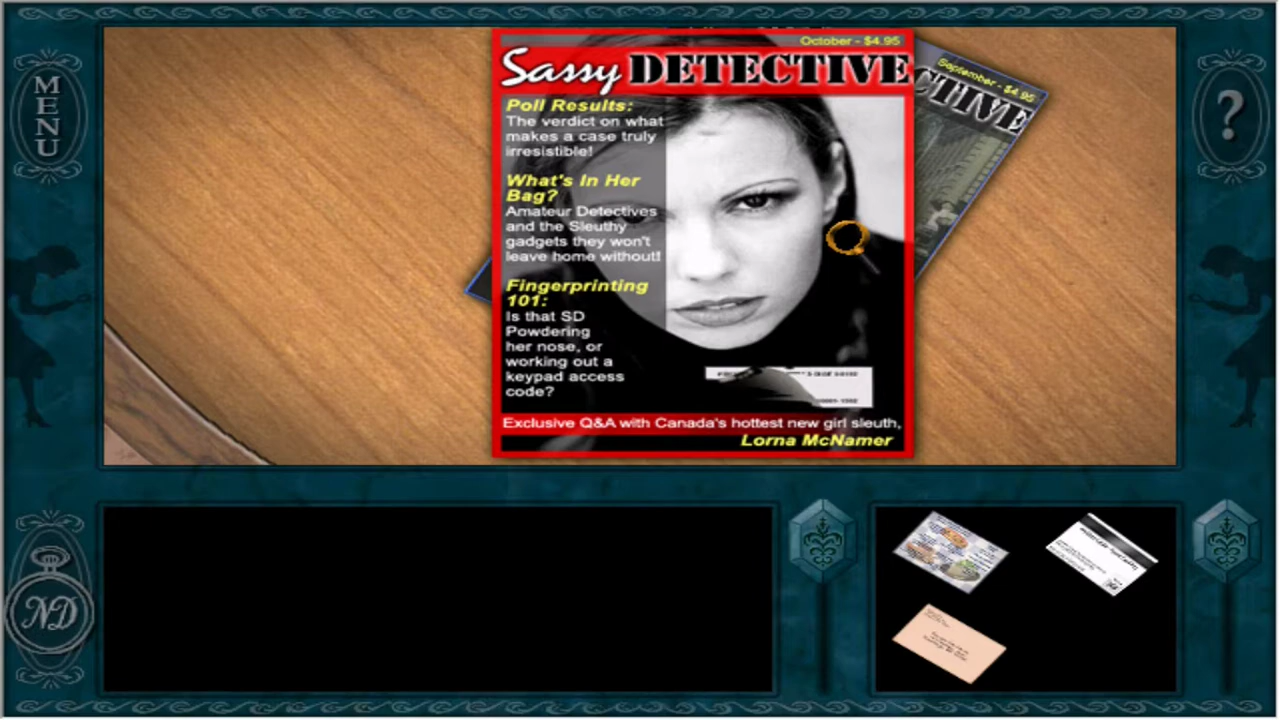 MENU
October - $4.95
Sassy DETECTIVE
Poll Results:
The verdict on what
makes a case truly
irresistible!
What's In Her
Bag?
Amateur Detectives
and the Sleuthy
gadgets they won't
leave home without!
Fingerprinting
101:
Is that SD
Powdering
her nose, or
working out a
keypad access
code?
Exclusive Q&A with Canada's hottest new girl sleuth,
Lorna McNamer
September - $4.95
CTIVE
?
ND